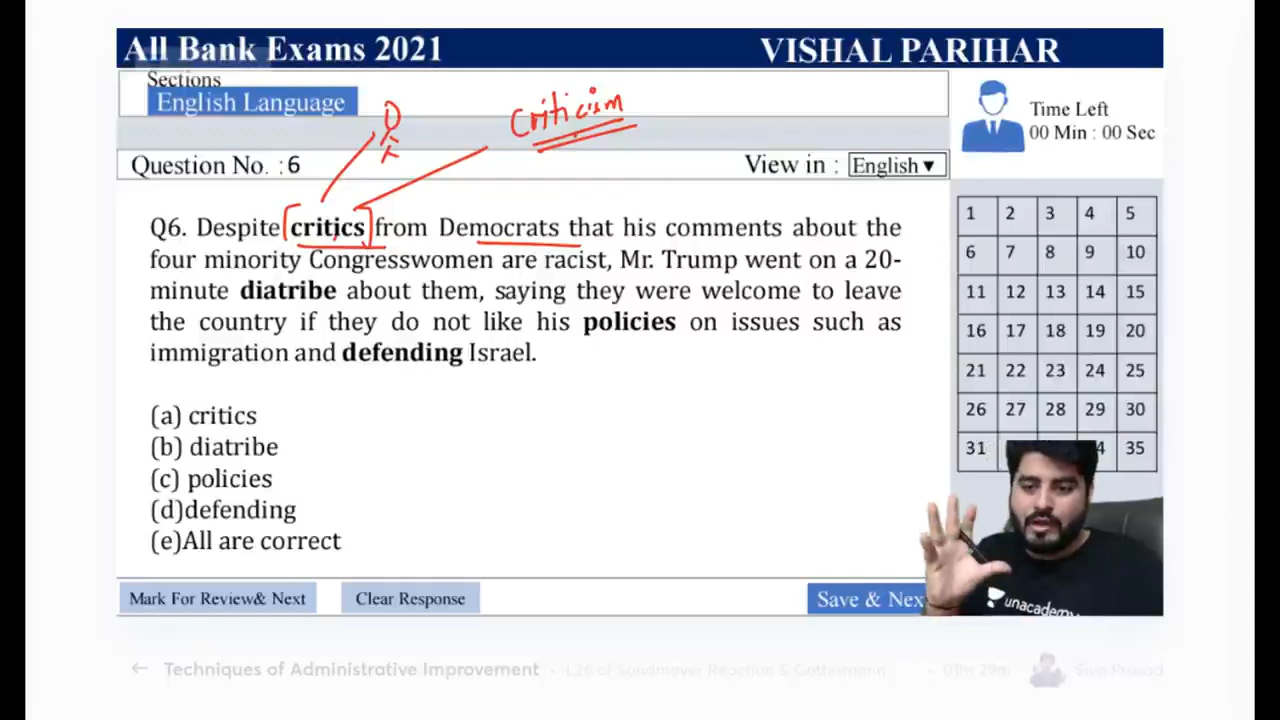 All Bank Exams 2021
VISHAL PARIHAR
Sections
English Language
Criticism
Time Left
00 Min : 00 Sec
Question No. : 6
View in : English ▼
Q6. Despite critics from Democrats that his comments about the
four minority Congresswomen are racist, Mr. Trump went on a 20-
minute diatribe about them, saying they were welcome to leave
the country if they do not like his policies on issues such as
immigration and defending Israel.
(a) critics
(b) diatribe
(c) policies
(d)defending
(e)All are correct
1 2 3 4 5
6 7 8 9 10
11 12 13 14 15
16 17 18 19 20
21 22 23 24 25
26 27 28 29 30
31 4 35
unacademy
Mark For Review& Next
Clear Response
Save & Nex
Techniques of Administrative Improvement
01h 29m
Siva Prasad